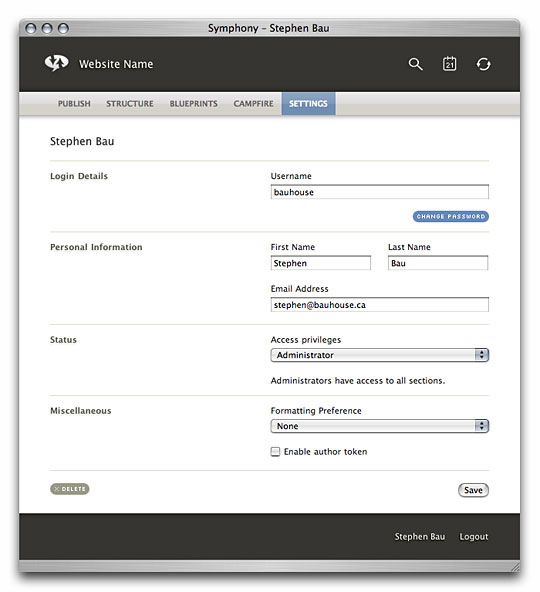 Symphony – Stephen Bau
Website Name
21
PUBLISH STRUCTURE BLUEPRINTS CAMPFIRE SETTINGS
Stephen Bau
Login Details
Username
bauhouse
CHANGE PASSWORD
Personal Information
First Name Last Name
Stephen Bau
Email Address
stephen@bauhouse.ca
Status
Access privileges
Administrator
Administrators have access to all sections.
Miscellaneous
Formatting Preference
None
Enable author token
× DELETE
Save
Stephen Bau Logout